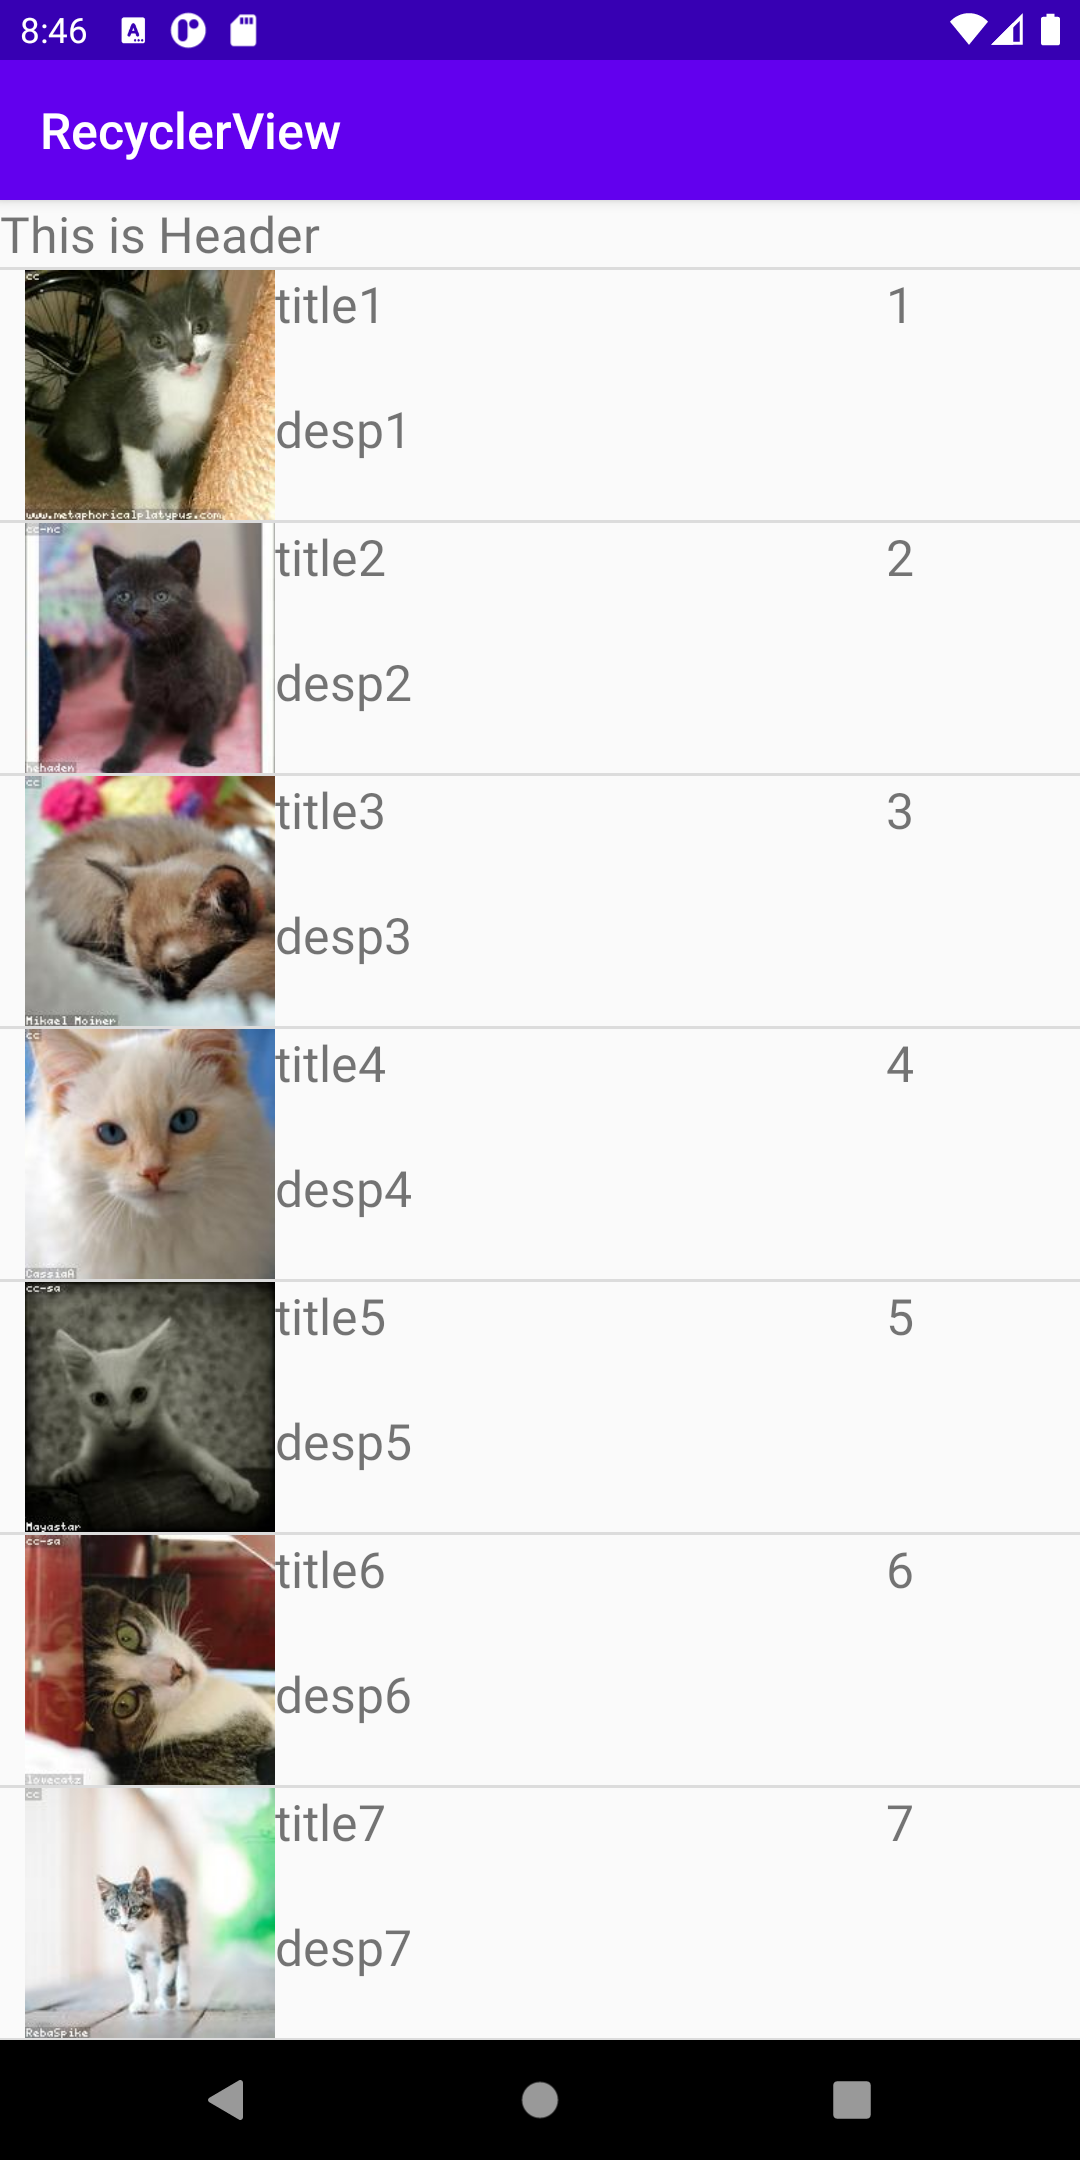 8:46
RecyclerView
This is Header
cc
title1 1
desp1
www.metaphoricalplatypus.com
cc-nc
title2 2
desp2
hehaden
cc
title3 3
desp3
Mikael Moiner
cc
title4 4
desp4
CassiaA
cc-sa
title5 5
desp5
Mayastar
cc-sa
title6 6
desp6
lovecatz
cc
title7 7
desp7
RebaSpike